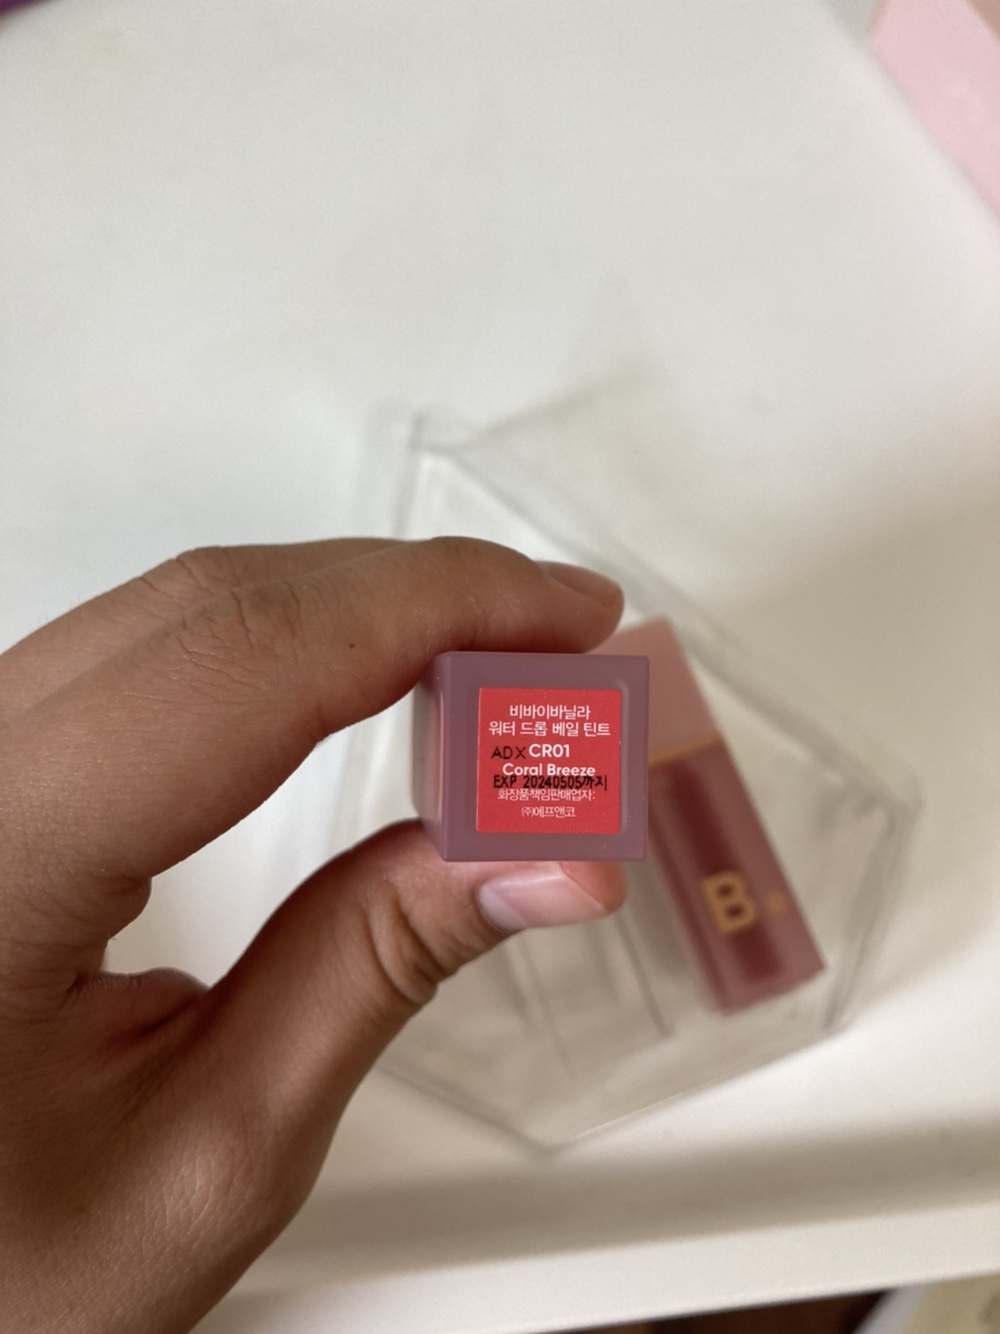 비바이바닐라
워터 드롭 베일 틴트
ADX CR01
Coral Breeze
EXP 20240505까지
화장품책임판매업자:
㈜에프앤코
B